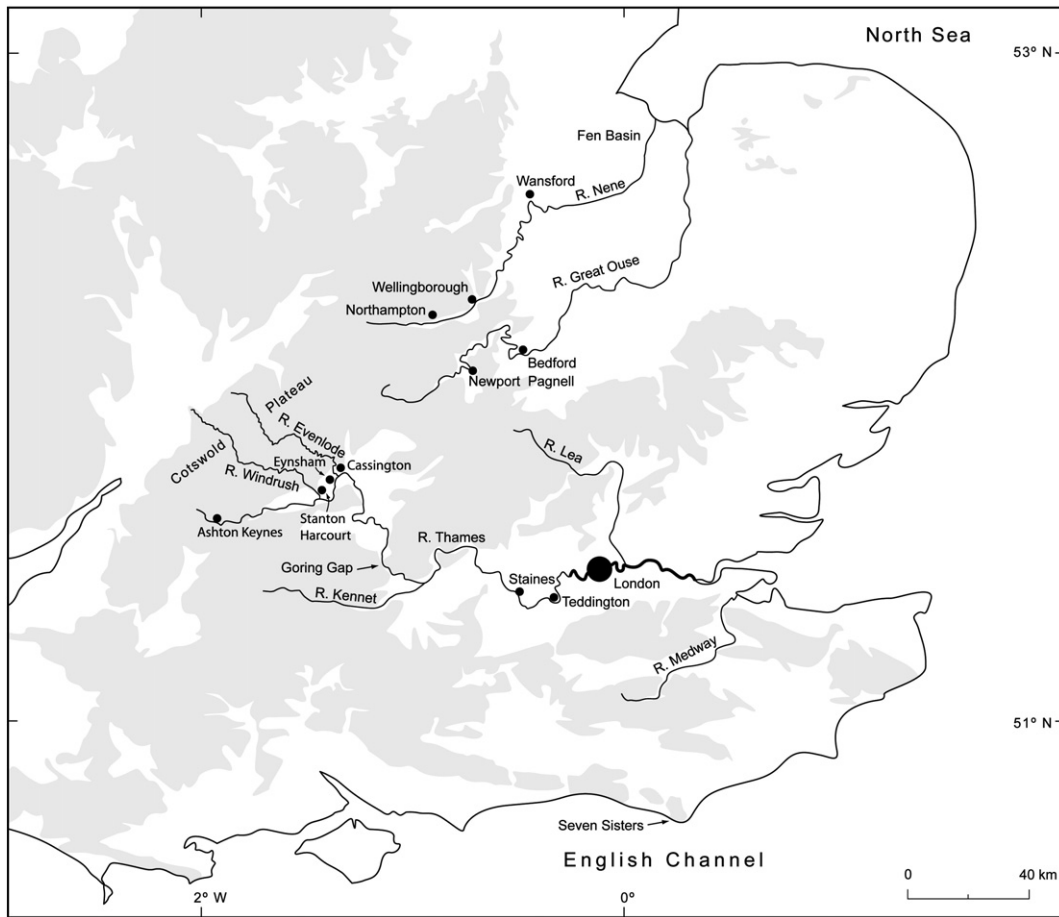 North Sea
53° N
Fen Basin
Wansford
R. Nene
R. Great Ouse
Wellingborough
Northampton
Bedford
Newport Pagnell
Plateau
R. Evenlode
Cotswold
Eynsham
Cassington
R. Windrush
R. Lea
Stanton
Harcourt
Ashton Keynes
R. Thames
Goring Gap
Staines
London
R. Kennet
Teddington
R. Medway
51° N
Seven Sisters
English Channel
2° W
0°
0 40 km